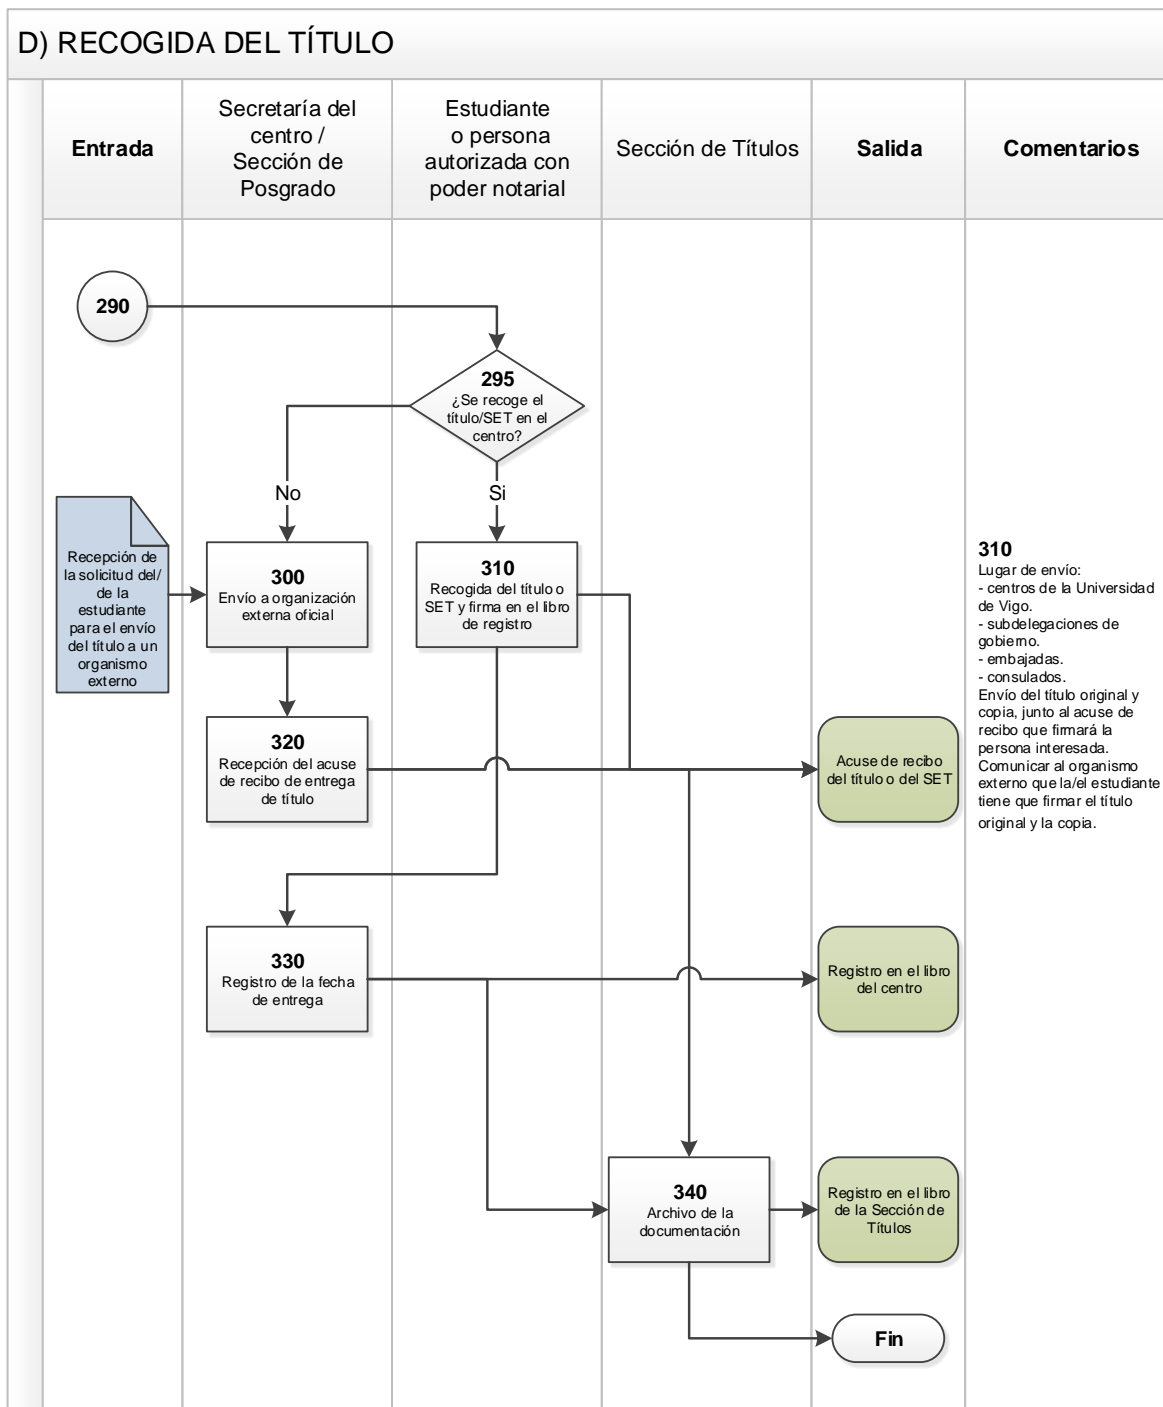 D) RECOGIDA DEL TÍTULO
Entrada
Secretaría del
centro /
Sección de
Posgrado
Estudiante
o persona
autorizada con
poder notarial
Sección de Títulos
Salida
Comentarios
290
295
¿Se recoge el
título/SET en el
centro?
No
Si
Recepción de
la solicitud del/
de la
estudiante
para el envío
del título a un
organismo
externo
300
Envío a organización
externa oficial
310
Recogida del título o
SET y firma en el libro
de registro
310
Lugar de envío:
- centros de la Universidad
de Vigo.
- subdelegaciones de
gobierno.
- embajadas.
- consulados.
Envío del título original y
copia, junto al acuse de
recibo que firmará la
persona interesada.
Comunicar al organismo
externo que la/el estudiante
tiene que firmar el título
original y la copia.
320
Recepción del acuse
de recibo de entrega
de título
Acuse de recibo
del título o del SET
330
Registro de la fecha
de entrega
Registro en el libro
del centro
340
Archivo de la
documentación
Registro en el libro
de la Sección de
Títulos
Fin